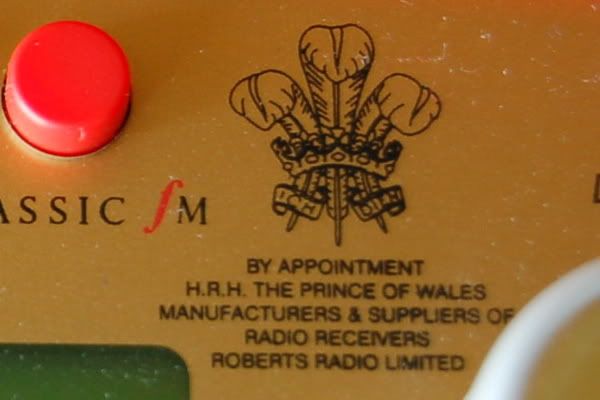 ASSIC fM
BY APPOINTMENT
H.R.H. THE PRINCE OF WALES
MANUFACTURERS & SUPPLIERS OF
RADIO RECEIVERS
ROBERTS RADIO LIMITED